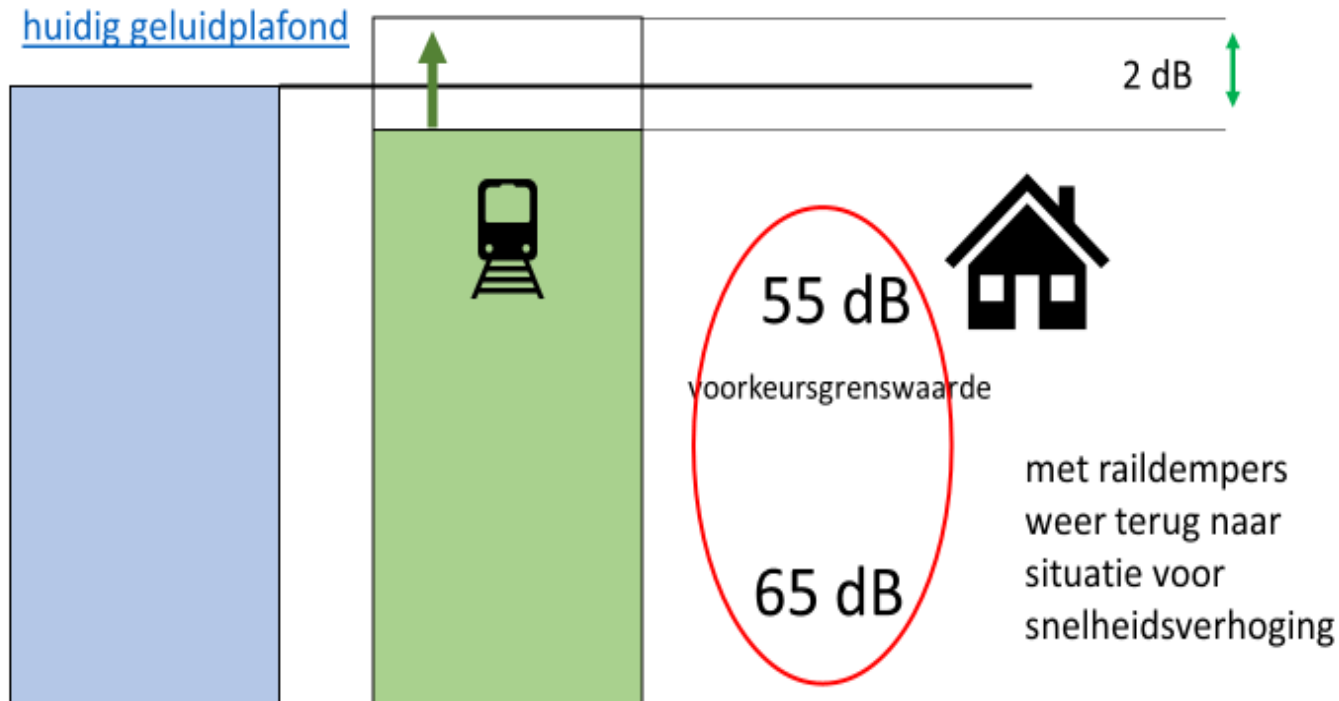 huidig geluidplafond
2 dB
55 dB
voorkeursgrenswaarde
65 dB
met raildempers
weer terug naar
situatie voor
snelheidsverhoging